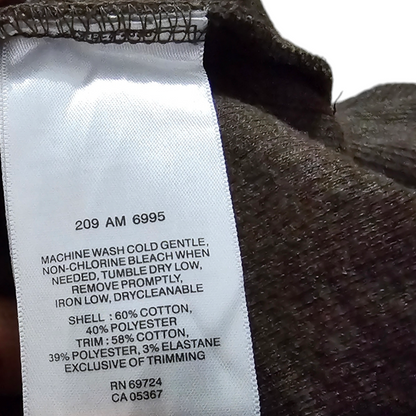 209 AM 6995
MACHINE WASH COLD GENTLE,
NON-CHLORINE BLEACH WHEN
NEEDED, TUMBLE DRY LOW,
REMOVE PROMPTLY,
IRON LOW, DRYCLEANABLE
SHELL : 60% COTTON,
40% POLYESTER
TRIM : 58% COTTON,
39% POLYESTER, 3% ELASTANE
EXCLUSIVE OF TRIMMING
RN 69724
CA 05367